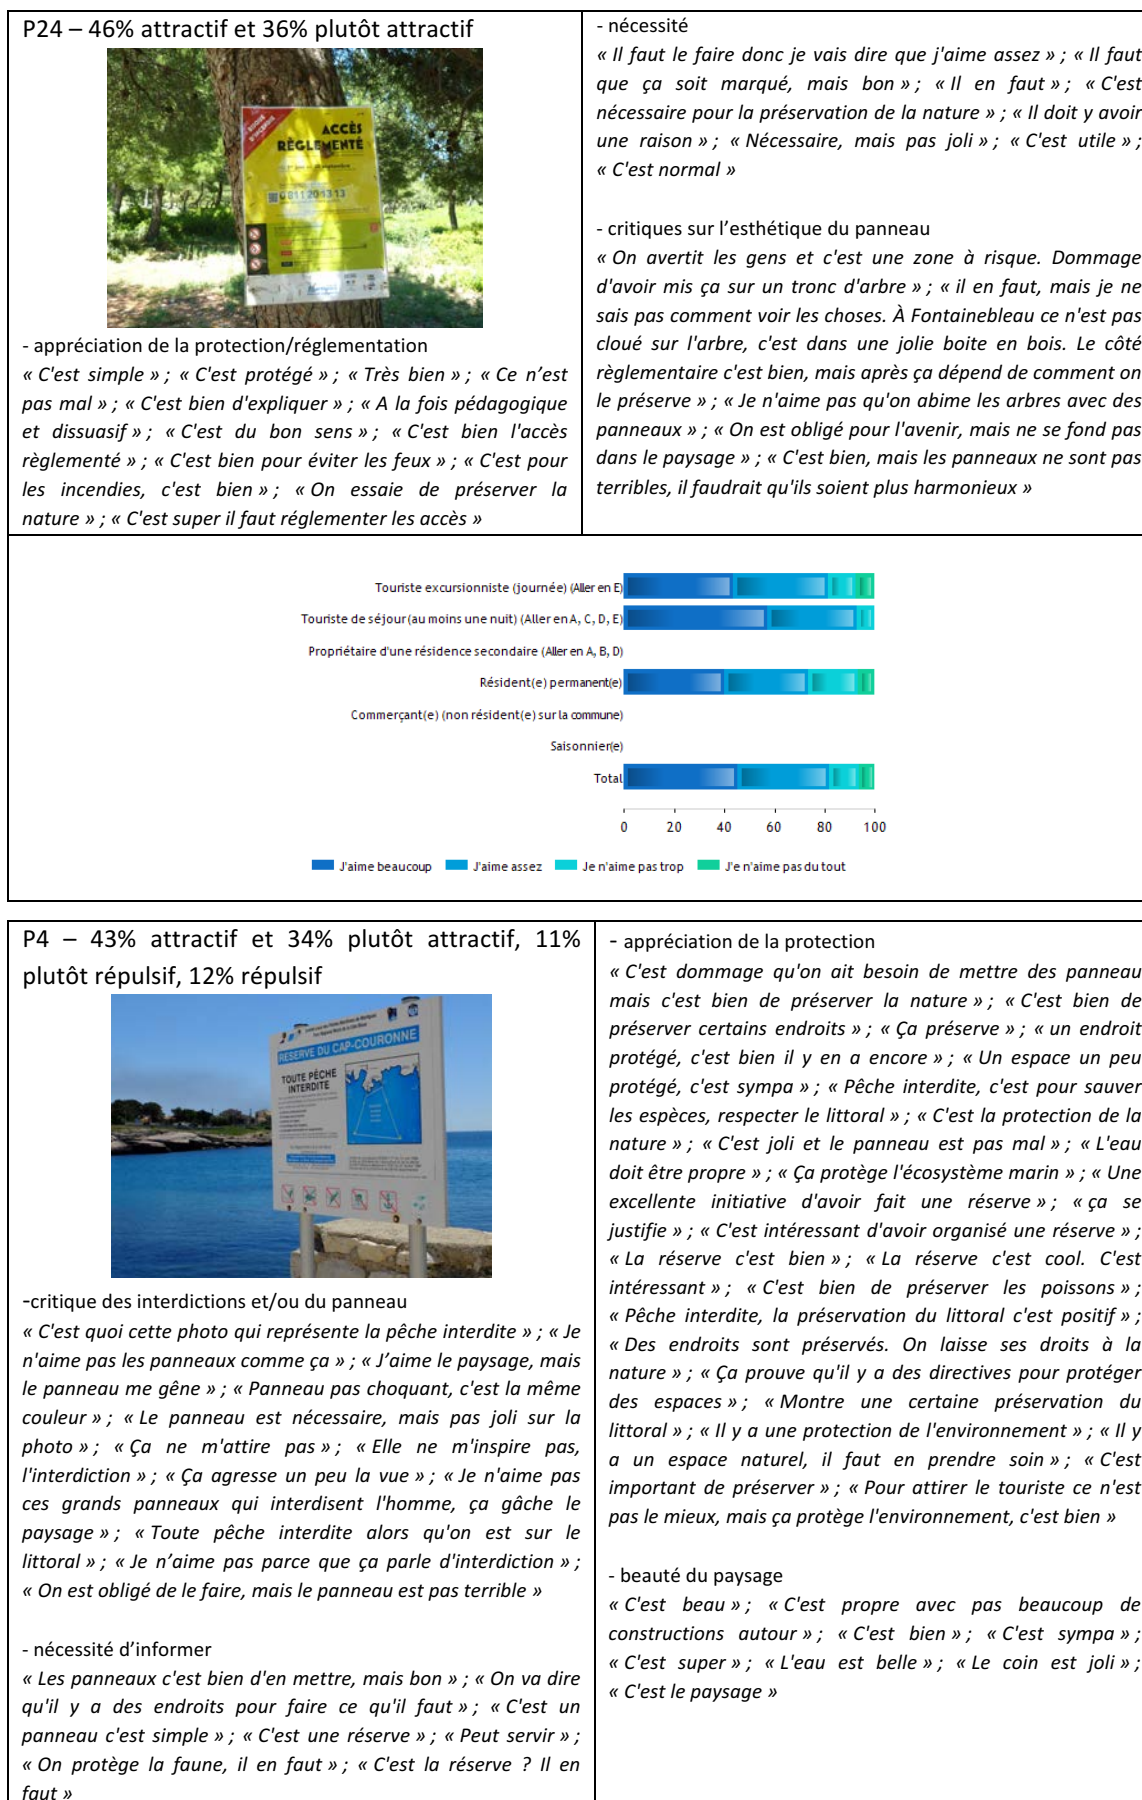 P24 – 46% attractif et 36% plutôt attractif
RISQUE
D'INCENDIE
ACCÈS
RÈGLEMENTÉ
0 811 20 13 13
- appréciation de la protection/réglementation
« C'est simple » ; « C'est protégé » ; « Très bien » ; « Ce n’est
pas mal » ; « C'est bien d'expliquer » ; « A la fois pédagogique
et dissuasif » ; « C'est du bon sens » ; « C'est bien l'accès
règlementé » ; « C'est bien pour éviter les feux » ; « C'est pour
les incendies, c'est bien » ; « On essaie de préserver la
nature » ; « C'est super il faut réglementer les accès »
- nécessité
« Il faut le faire donc je vais dire que j'aime assez » ; « Il faut
que ça soit marqué, mais bon » ; « Il en faut » ; « C'est
nécessaire pour la préservation de la nature » ; « Il doit y avoir
une raison » ; « Nécessaire, mais pas joli » ; « C'est utile » ;
« C'est normal »
- critiques sur l’esthétique du panneau
« On avertit les gens et c'est une zone à risque. Dommage
d'avoir mis ça sur un tronc d'arbre » ; « il en faut, mais je ne
sais pas comment voir les choses. À Fontainebleau ce n'est pas
cloué sur l'arbre, c'est dans une jolie boite en bois. Le côté
règlementaire c'est bien, mais après ça dépend de comment on
le préserve » ; « Je n'aime pas qu'on abime les arbres avec des
panneaux » ; « On est obligé pour l'avenir, mais ne se fond pas
dans le paysage » ; « C'est bien, mais les panneaux ne sont pas
terribles, il faudrait qu'ils soient plus harmonieux »
Touriste excursionniste (journée) (Aller en E)
Touriste de séjour (au moins une nuit) (Aller en A, C, D, E)
Propriétaire d'une résidence secondaire (Aller en A, B, D)
Résident(e) permanent(e)
Commerçant(e) (non résident(e) sur la commune)
Saisonnier(e)
Total
0 20 40 60 80 100
J'aime beaucoup J'aime assez Je n'aime pas trop J'e n'aime pas du tout
P4 – 43% attractif et 34% plutôt attractif, 11%
plutôt répulsif, 12% répulsif
RESERVE DU CAP-COURONNE
TOUTE PÊCHE
INTERDITE
-critique des interdictions et/ou du panneau
« C'est quoi cette photo qui représente la pêche interdite » ; « Je
n'aime pas les panneaux comme ça » ; « J’aime le paysage, mais
le panneau me gêne » ; « Panneau pas choquant, c'est la même
couleur » ; « Le panneau est nécessaire, mais pas joli sur la
photo » ; « Ça ne m'attire pas » ; « Elle ne m'inspire pas,
l'interdiction » ; « Ça agresse un peu la vue » ; « Je n'aime pas
ces grands panneaux qui interdisent l'homme, ça gâche le
paysage » ; « Toute pêche interdite alors qu'on est sur le
littoral » ; « Je n’aime pas parce que ça parle d'interdiction » ;
« On est obligé de le faire, mais le panneau est pas terrible »
- nécessité d’informer
« Les panneaux c'est bien d'en mettre, mais bon » ; « On va dire
qu'il y a des endroits pour faire ce qu'il faut » ; « C'est un
panneau c'est simple » ; « C'est une réserve » ; « Peut servir » ;
« On protège la faune, il en faut » ; « C'est la réserve ? Il en
faut »
- appréciation de la protection
« C'est dommage qu'on ait besoin de mettre des panneau
mais c'est bien de préserver la nature » ; « C'est bien de
préserver certains endroits » ; « Ça préserve » ; « un endroit
protégé, c'est bien il y en a encore » ; « Un espace un peu
protégé, c'est sympa » ; « Pêche interdite, c'est pour sauver
les espèces, respecter le littoral » ; « C'est la protection de la
nature » ; « C'est joli et le panneau est pas mal » ; « L'eau
doit être propre » ; « Ça protège l'écosystème marin » ; « Une
excellente initiative d'avoir fait une réserve » ; « ça se
justifie » ; « C'est intéressant d'avoir organisé une réserve » ;
« La réserve c'est bien » ; « La réserve c'est cool. C'est
intéressant » ; « C'est bien de préserver les poissons » ;
« Pêche interdite, la préservation du littoral c'est positif » ;
« Des endroits sont préservés. On laisse ses droits à la
nature » ; « Ça prouve qu'il y a des directives pour protéger
des espaces » ; « Montre une certaine préservation du
littoral » ; « Il y a une protection de l'environnement » ; « Il y
a un espace naturel, il faut en prendre soin » ; « C'est
important de préserver » ; « Pour attirer le touriste ce n'est
pas le mieux, mais ça protège l'environnement, c'est bien »
- beauté du paysage
« C'est beau » ; « C'est propre avec pas beaucoup de
constructions autour » ; « C'est bien » ; « C'est sympa » ;
« C'est super » ; « L'eau est belle » ; « Le coin est joli » ;
« C'est le paysage »